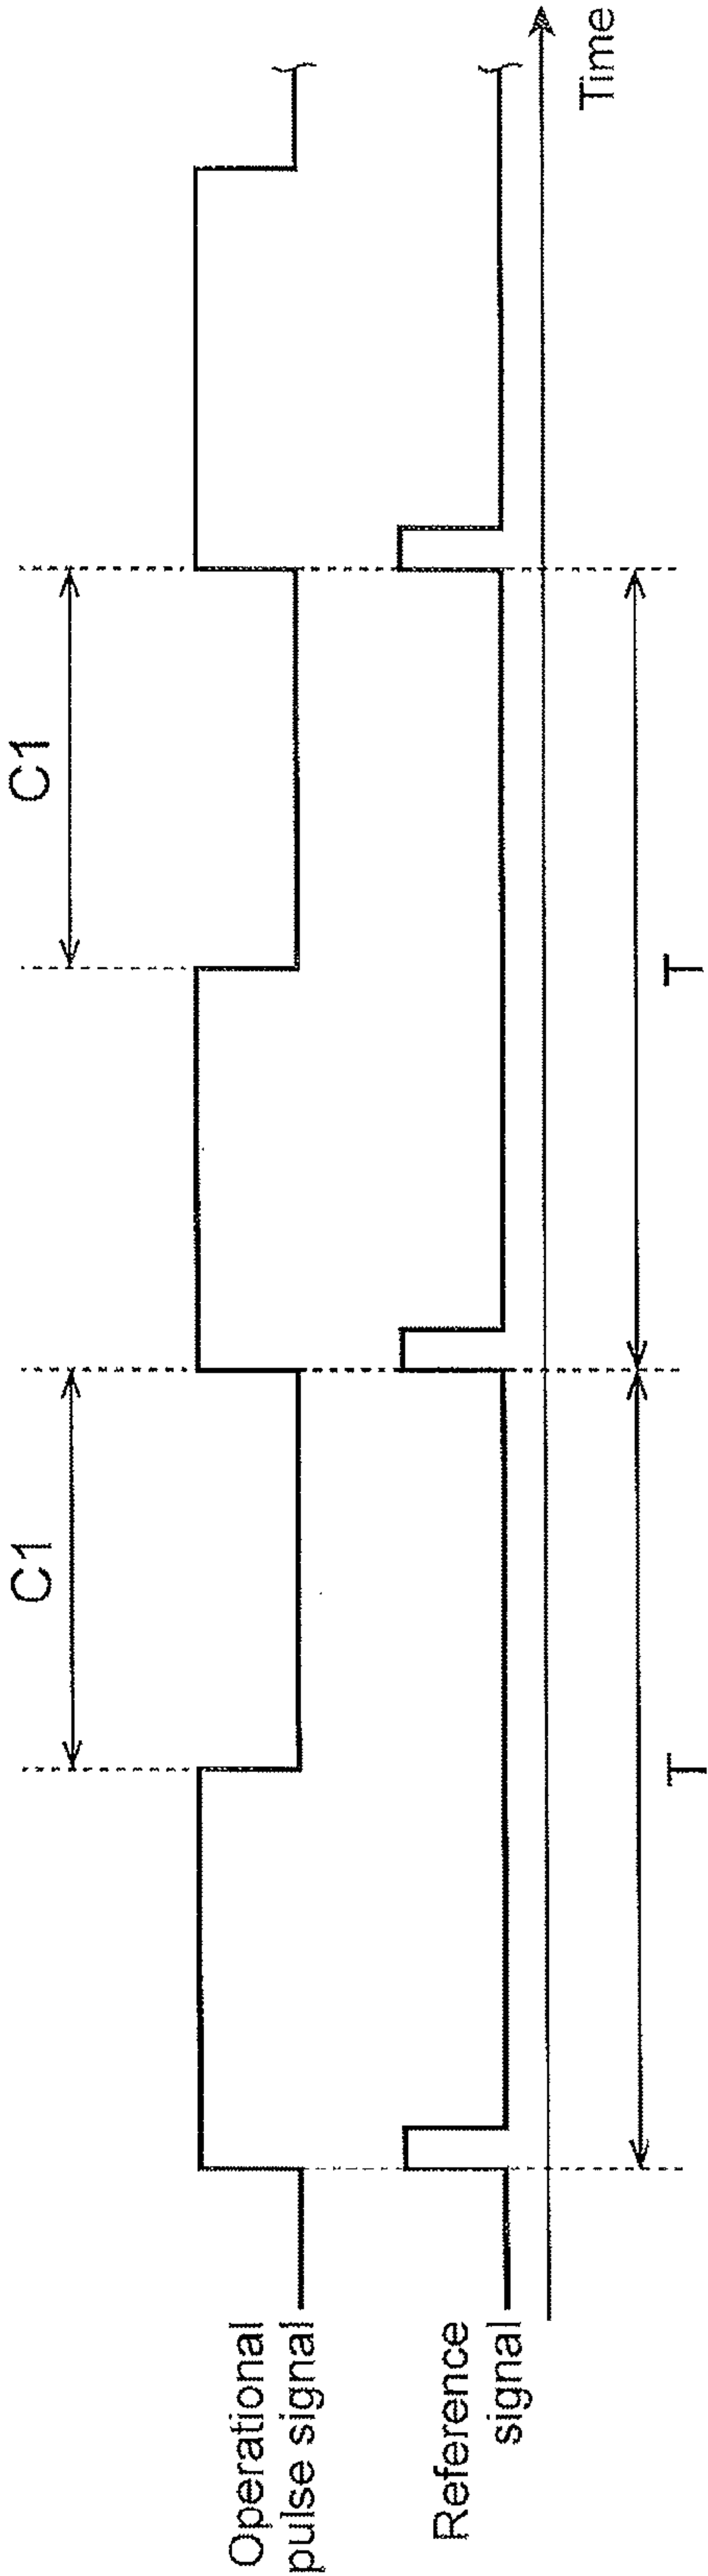 C1
C1
Operational
pulse signal
Reference
signal
Time
T
T